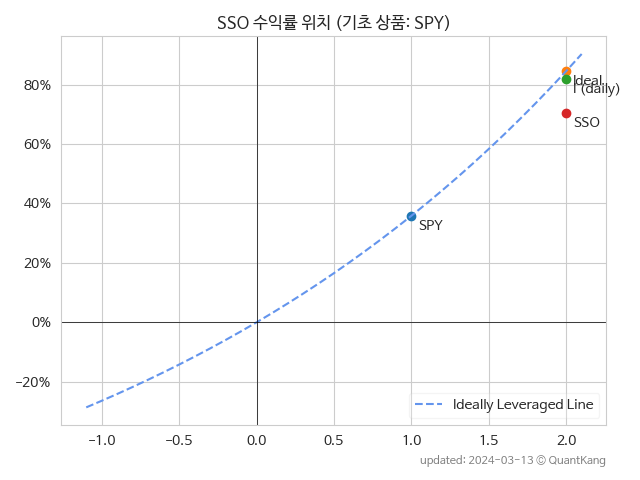 SSO 수익률 위치 (기초 상품: SPY)
80%
60%
40%
20%
0%
−20%
Ideal
(daily)
SSO
SPY
Ideally Leveraged Line
−1.0 −0.5 0.0 0.5 1.0 1.5 2.0
updated: 2024-03-13 © QuantKang